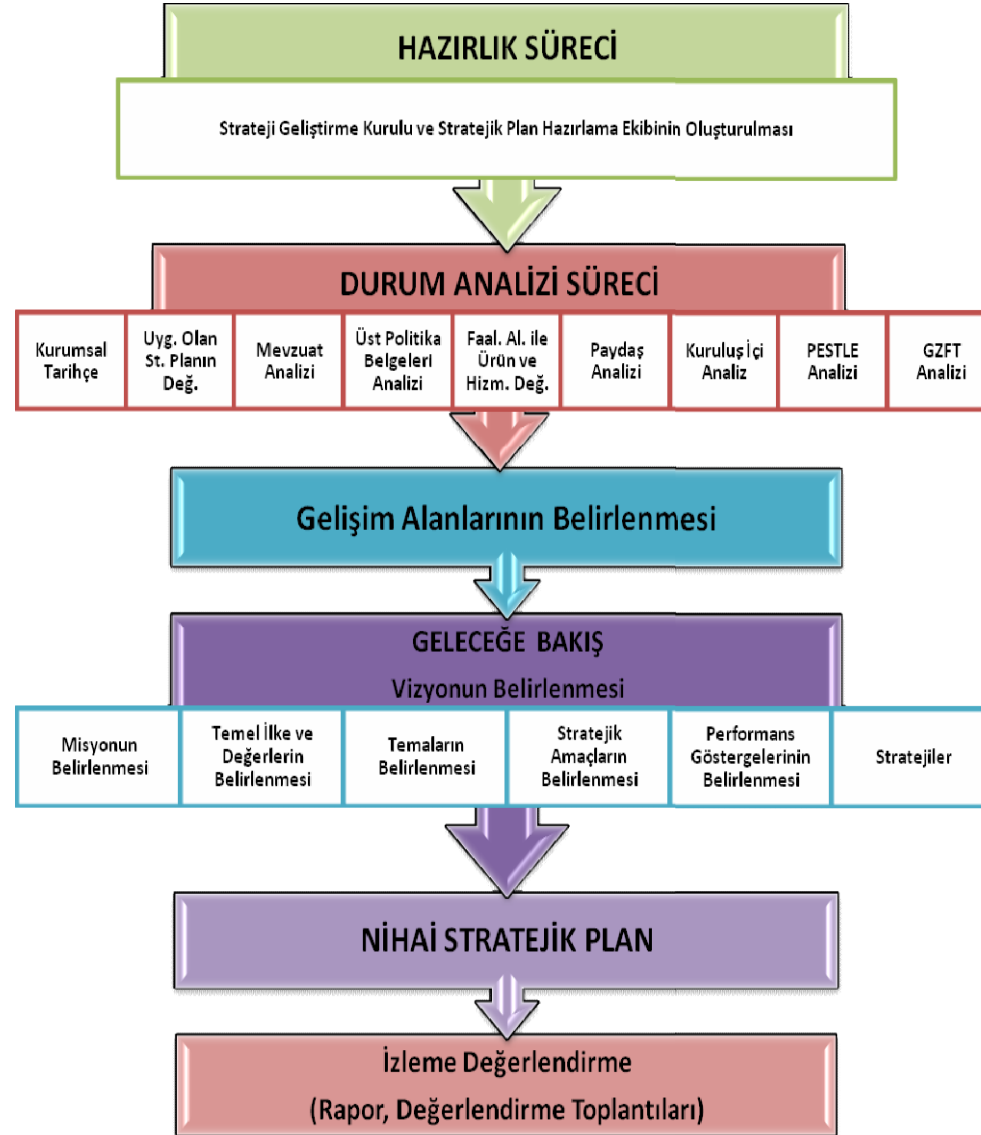 HAZIRLIK SÜRECİ
Strateji Geliştirme Kurulu ve Stratejik Plan Hazırlama Ekibinin Oluşturulması
DURUM ANALİZİ SÜRECİ
Kurumsal
Tarihçe
Uyg. Olan
St. Planın
Değ.
Mevzuat
Analizi
Üst Politika
Belgeleri
Analizi
Faal. Al. ile
Ürün ve
Hizm. Değ.
Paydaş
Analizi
Kuruluş İçi
Analiz
PESTLE
Analizi
GZFT
Analizi
Gelişim Alanlarının Belirlenmesi
GELECEĞE BAKIŞ
Vizyonun Belirlenmesi
Misyonun
Belirlenmesi
Temel İlke ve
Değerlerin
Belirlenmesi
Temaların
Belirlenmesi
Stratejik
Amaçların
Belirlenmesi
Performans
Göstergelerinin
Belirlenmesi
Stratejiler
NİHAİ STRATEJİK PLAN
İzleme Değerlendirme
(Rapor, Değerlendirme Toplantıları)